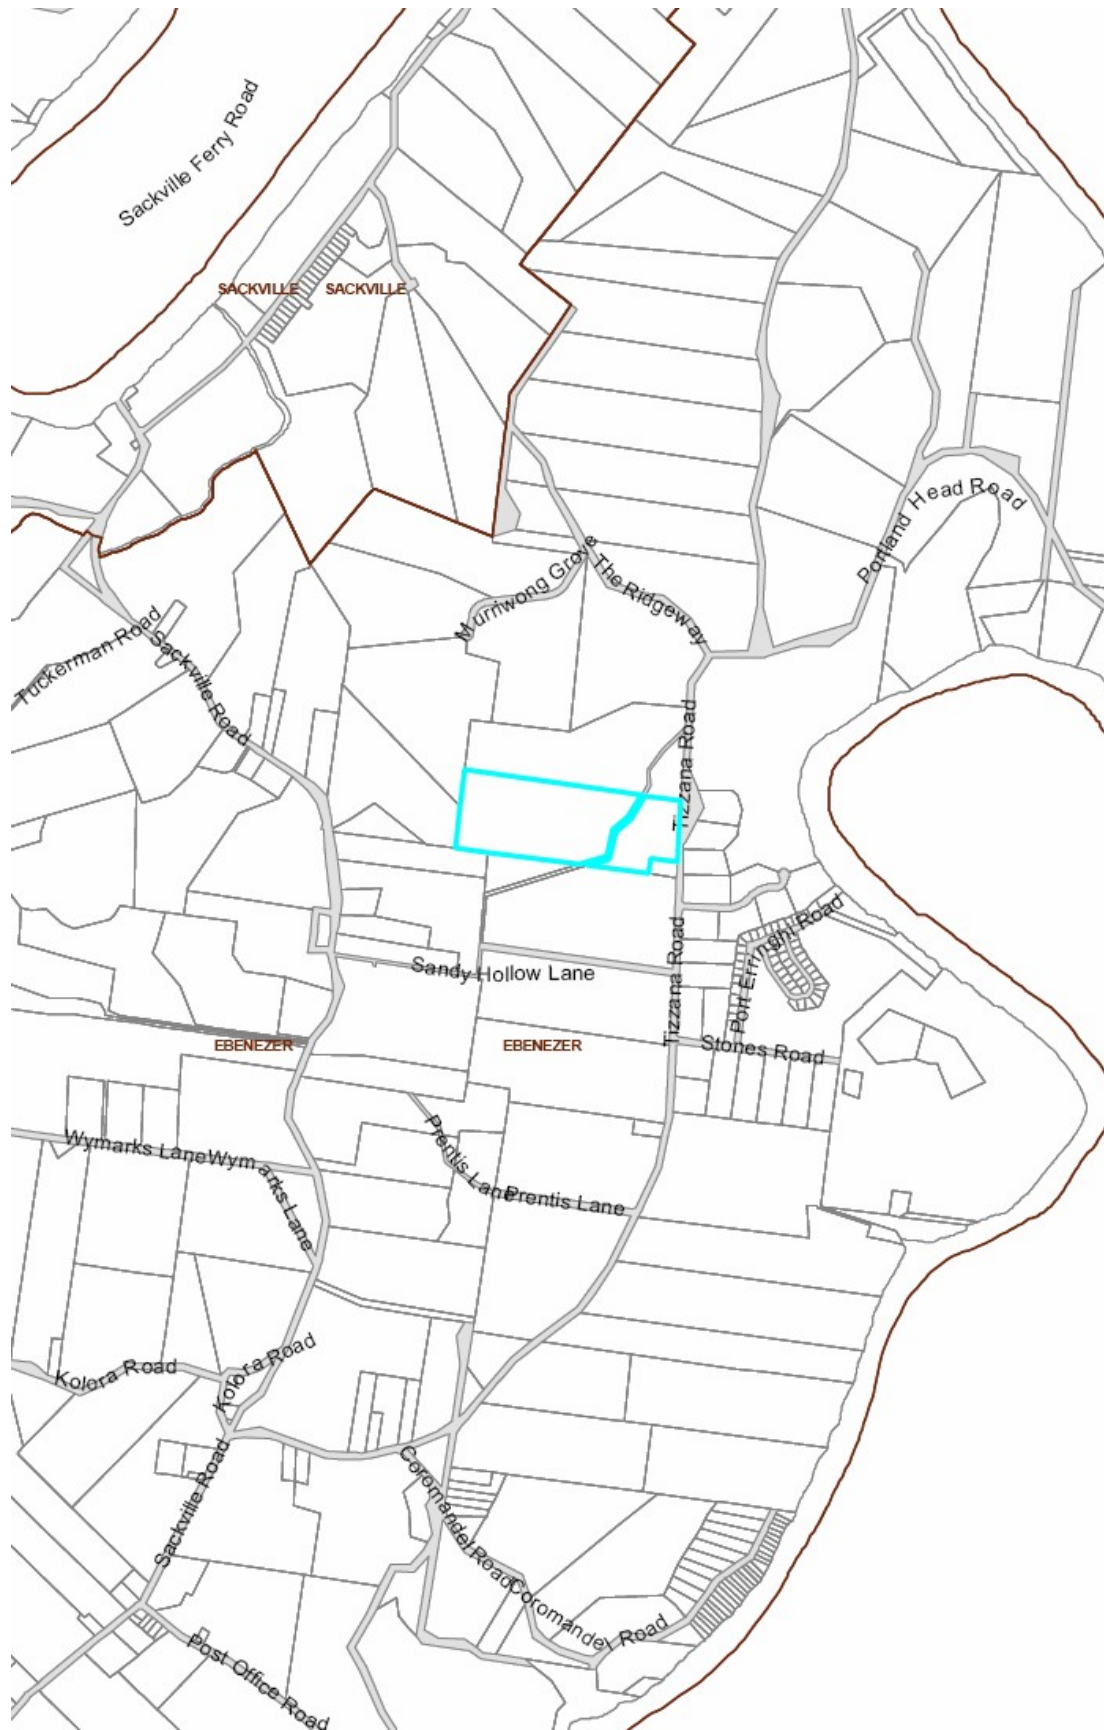 Sackville Ferry Road
SACKVILLE
SACKVILLE
Portland Head Road
Murriwong Grove
The Ridgeway
Tuckerman Road
Sackville Road
Tizzana Road
Port Erringhi Road
Tizzana Road
Sandy Hollow Lane
EBENEZER
EBENEZER
Stones Road
Wymarks Lane
Wymarks Lane
Prentis Lane
Prentis Lane
Kolora Road
Kolora Road
Sackville Road
Coromandel Road
Coromandel Road
Post Office Road